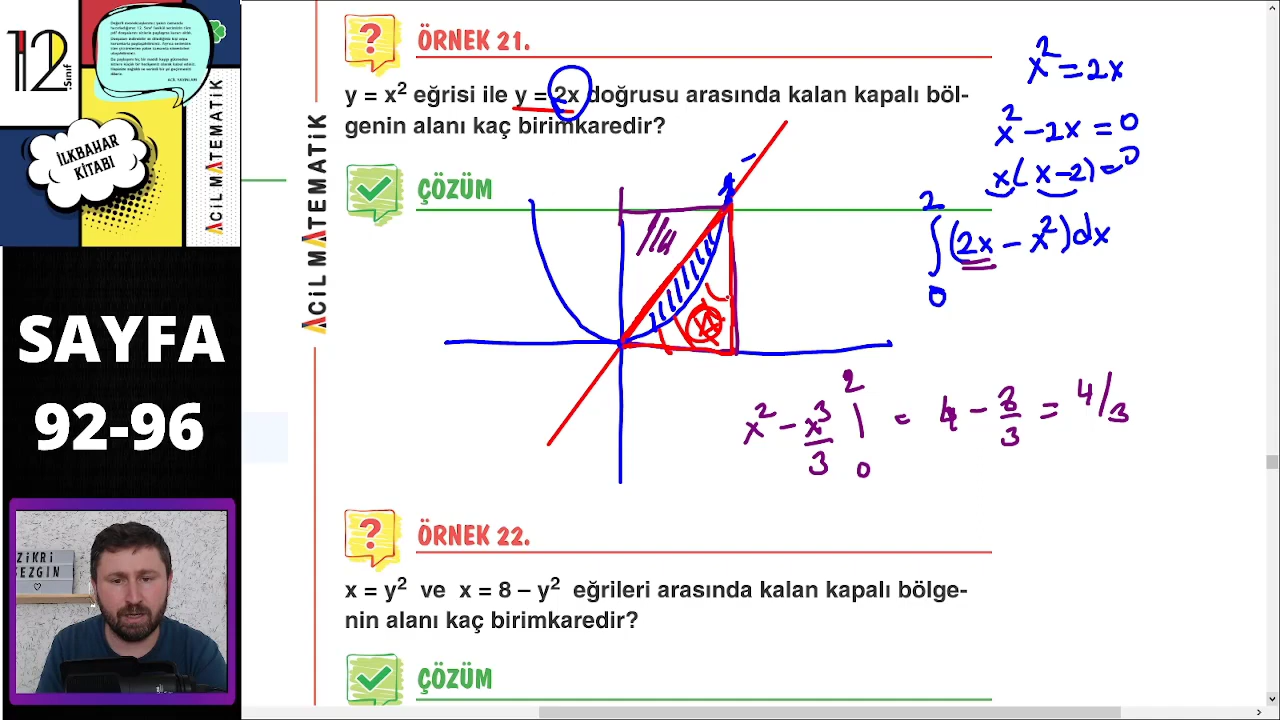 12
.Sınıf
İLKBAHAR
KİTABI
ACİL MATEMATİK
SAYFA
92-96
ZİKRİ
SEZGIN
ACİL MATEMATİK
ÖRNEK 21.
y = x² eğrisi ile y = 2x doğrusu arasında kalan kapalı böl-
genin alanı kaç birimkaredir?
ÇÖZÜM
x² = 2x
x² - 2x = 0
x(x-2) = 0
∫₀² (2x - x²)dx
x² - x³/3 |₀² = 4 - 8/3 = 4/3
ÖRNEK 22.
x = y² ve x = 8 – y² eğrileri arasında kalan kapalı bölge-
nin alanı kaç birimkaredir?
ÇÖZÜM